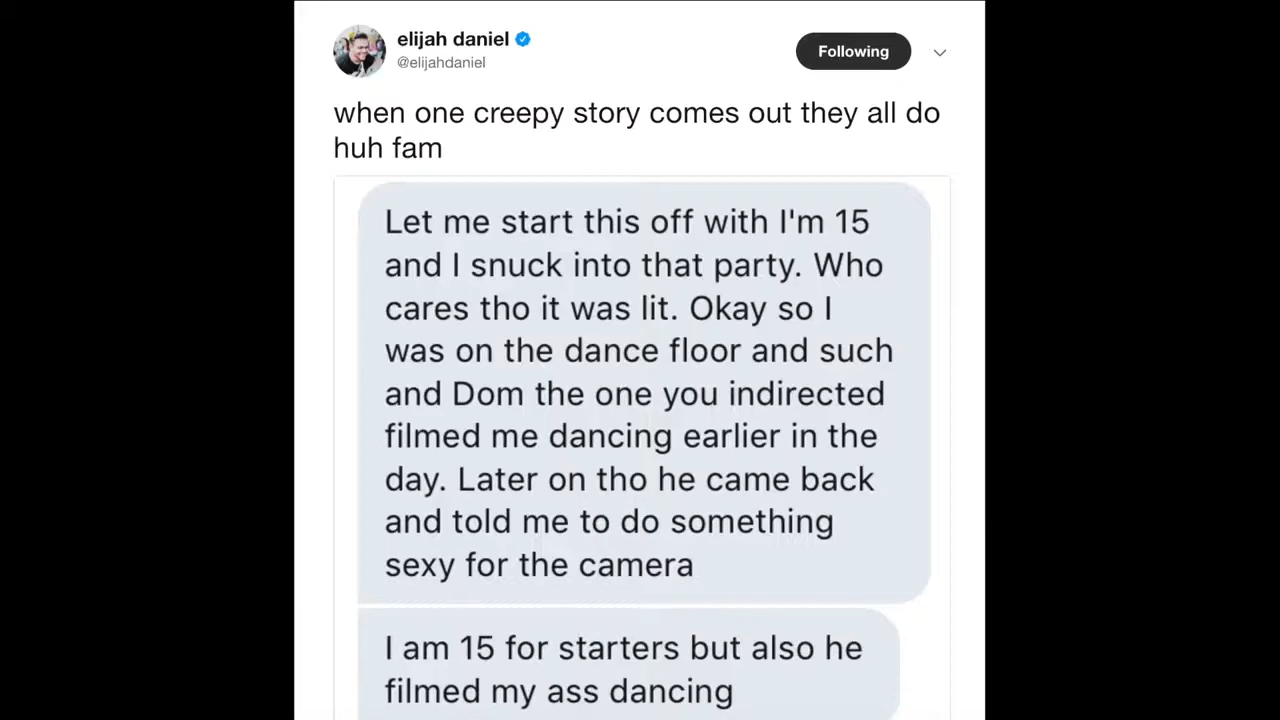 elijah daniel
@elijahdaniel
Following
when one creepy story comes out they all do
huh fam
Let me start this off with I'm 15
and I snuck into that party. Who
cares tho it was lit. Okay so I
was on the dance floor and such
and Dom the one you indirected
filmed me dancing earlier in the
day. Later on tho he came back
and told me to do something
sexy for the camera
I am 15 for starters but also he
filmed my ass dancing